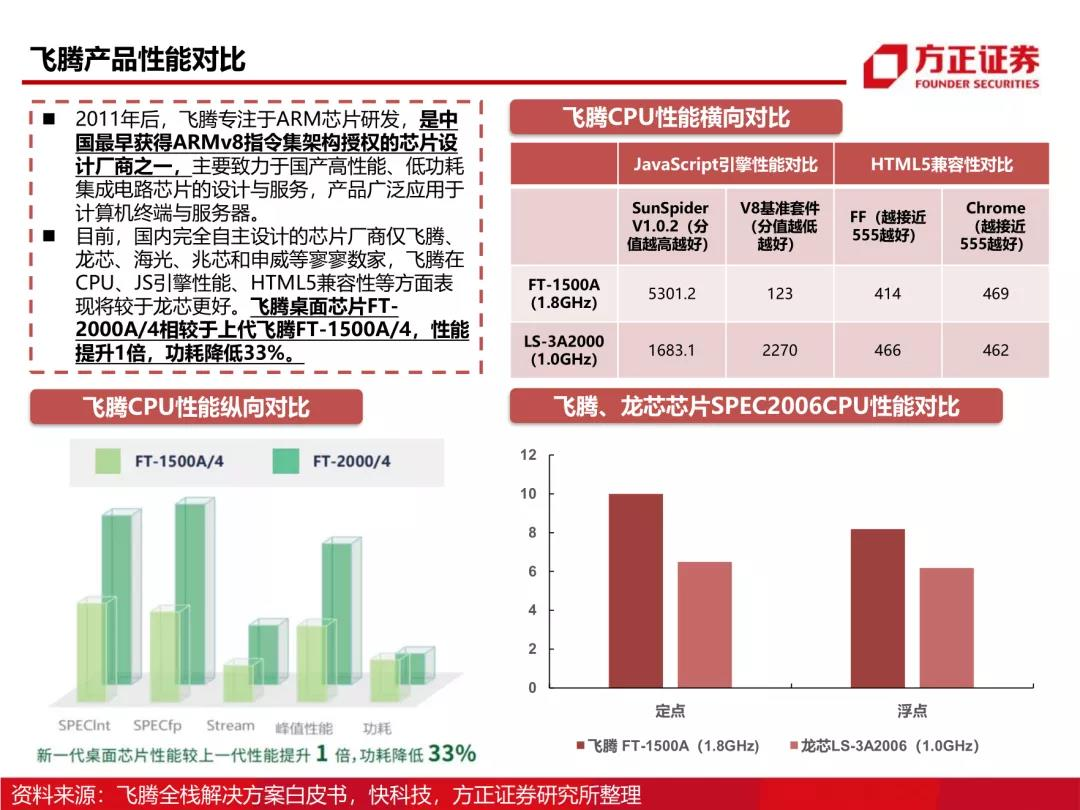 飞腾产品性能对比
方正证券
FOUNDER SECURITIES
■ 2011年后，飞腾专注于ARM芯片研发，是中
国最早获得ARMv8指令集架构授权的芯片设
计厂商之一，主要致力于国产高性能、低功耗
集成电路芯片的设计与服务，产品广泛应用于
计算机终端与服务器。
■ 目前，国内完全自主设计的芯片厂商仅飞腾、
龙芯、海光、兆芯和申威等寥寥数家，飞腾在
CPU、JS引擎性能、HTML5兼容性等方面表
现将较于龙芯更好。飞腾桌面芯片FT-
2000A/4相较于上代飞腾FT-1500A/4，性能
提升1倍，功耗降低33%。
飞腾CPU性能横向对比
JavaScript引擎性能对比 HTML5兼容性对比
SunSpider
V1.0.2（分
值越高越好）
V8基准套件
（分值越低
越好）
FF（越接近
555越好）
Chrome
（越接近
555越好）
FT-1500A
（1.8GHz）
5301.2 123 414 469
LS-3A2000
（1.0GHz）
1683.1 2270 466 462
飞腾CPU性能纵向对比
FT-1500A/4 FT-2000/4
SPECInt SPECfp Stream 峰值性能 功耗
新一代桌面芯片性能较上一代性能提升 1 倍,功耗降低 33%
飞腾、龙芯芯片SPEC2006CPU性能对比
12
10
8
6
4
2
0
定点 浮点
飞腾 FT-1500A（1.8GHz) 龙芯LS-3A2006（1.0GHz）
资料来源：飞腾全栈解决方案白皮书，快科技，方正证券研究所整理